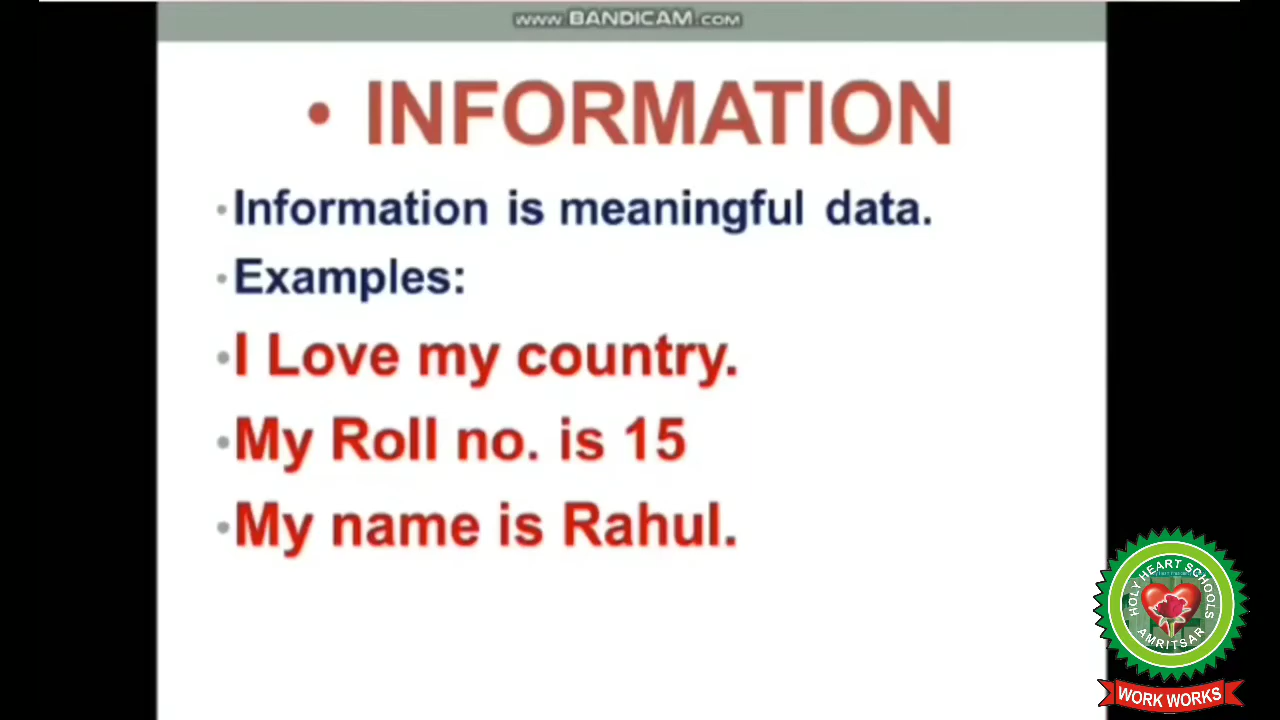 www.BANDICAM.COM
• INFORMATION
• Information is meaningful data.
• Examples:
• I Love my country.
• My Roll no. is 15
• My name is Rahul.
HOLY HEART SCHOOLS
AMRITSAR
WORK WORKS